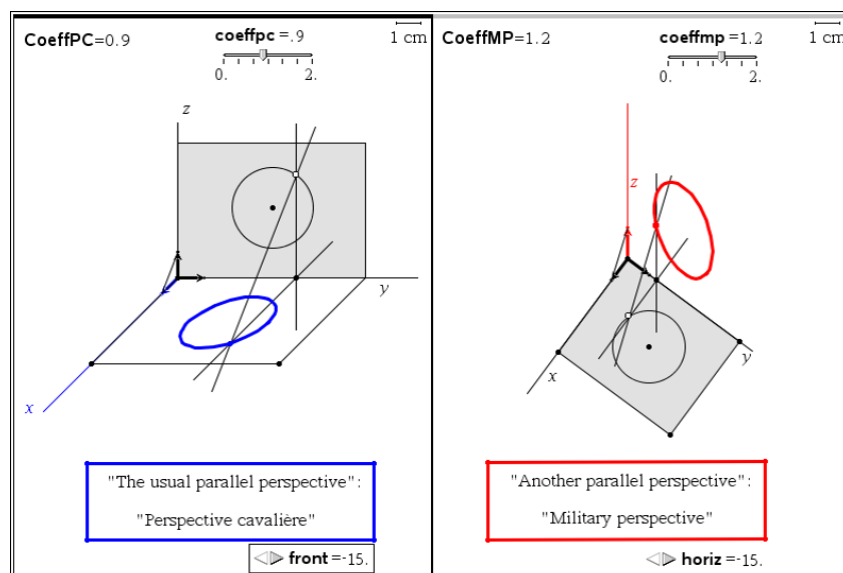 CoeffPC=0.9
coeffpc =.9
1 cm
0.
2.
z
y
x
"The usual parallel perspective":
"Perspective cavalière"
front =-15.
CoeffMP=1.2
coeffmp =1.2
1 cm
0.
2.
z
x
y
"Another parallel perspective":
"Military perspective"
horiz =-15.